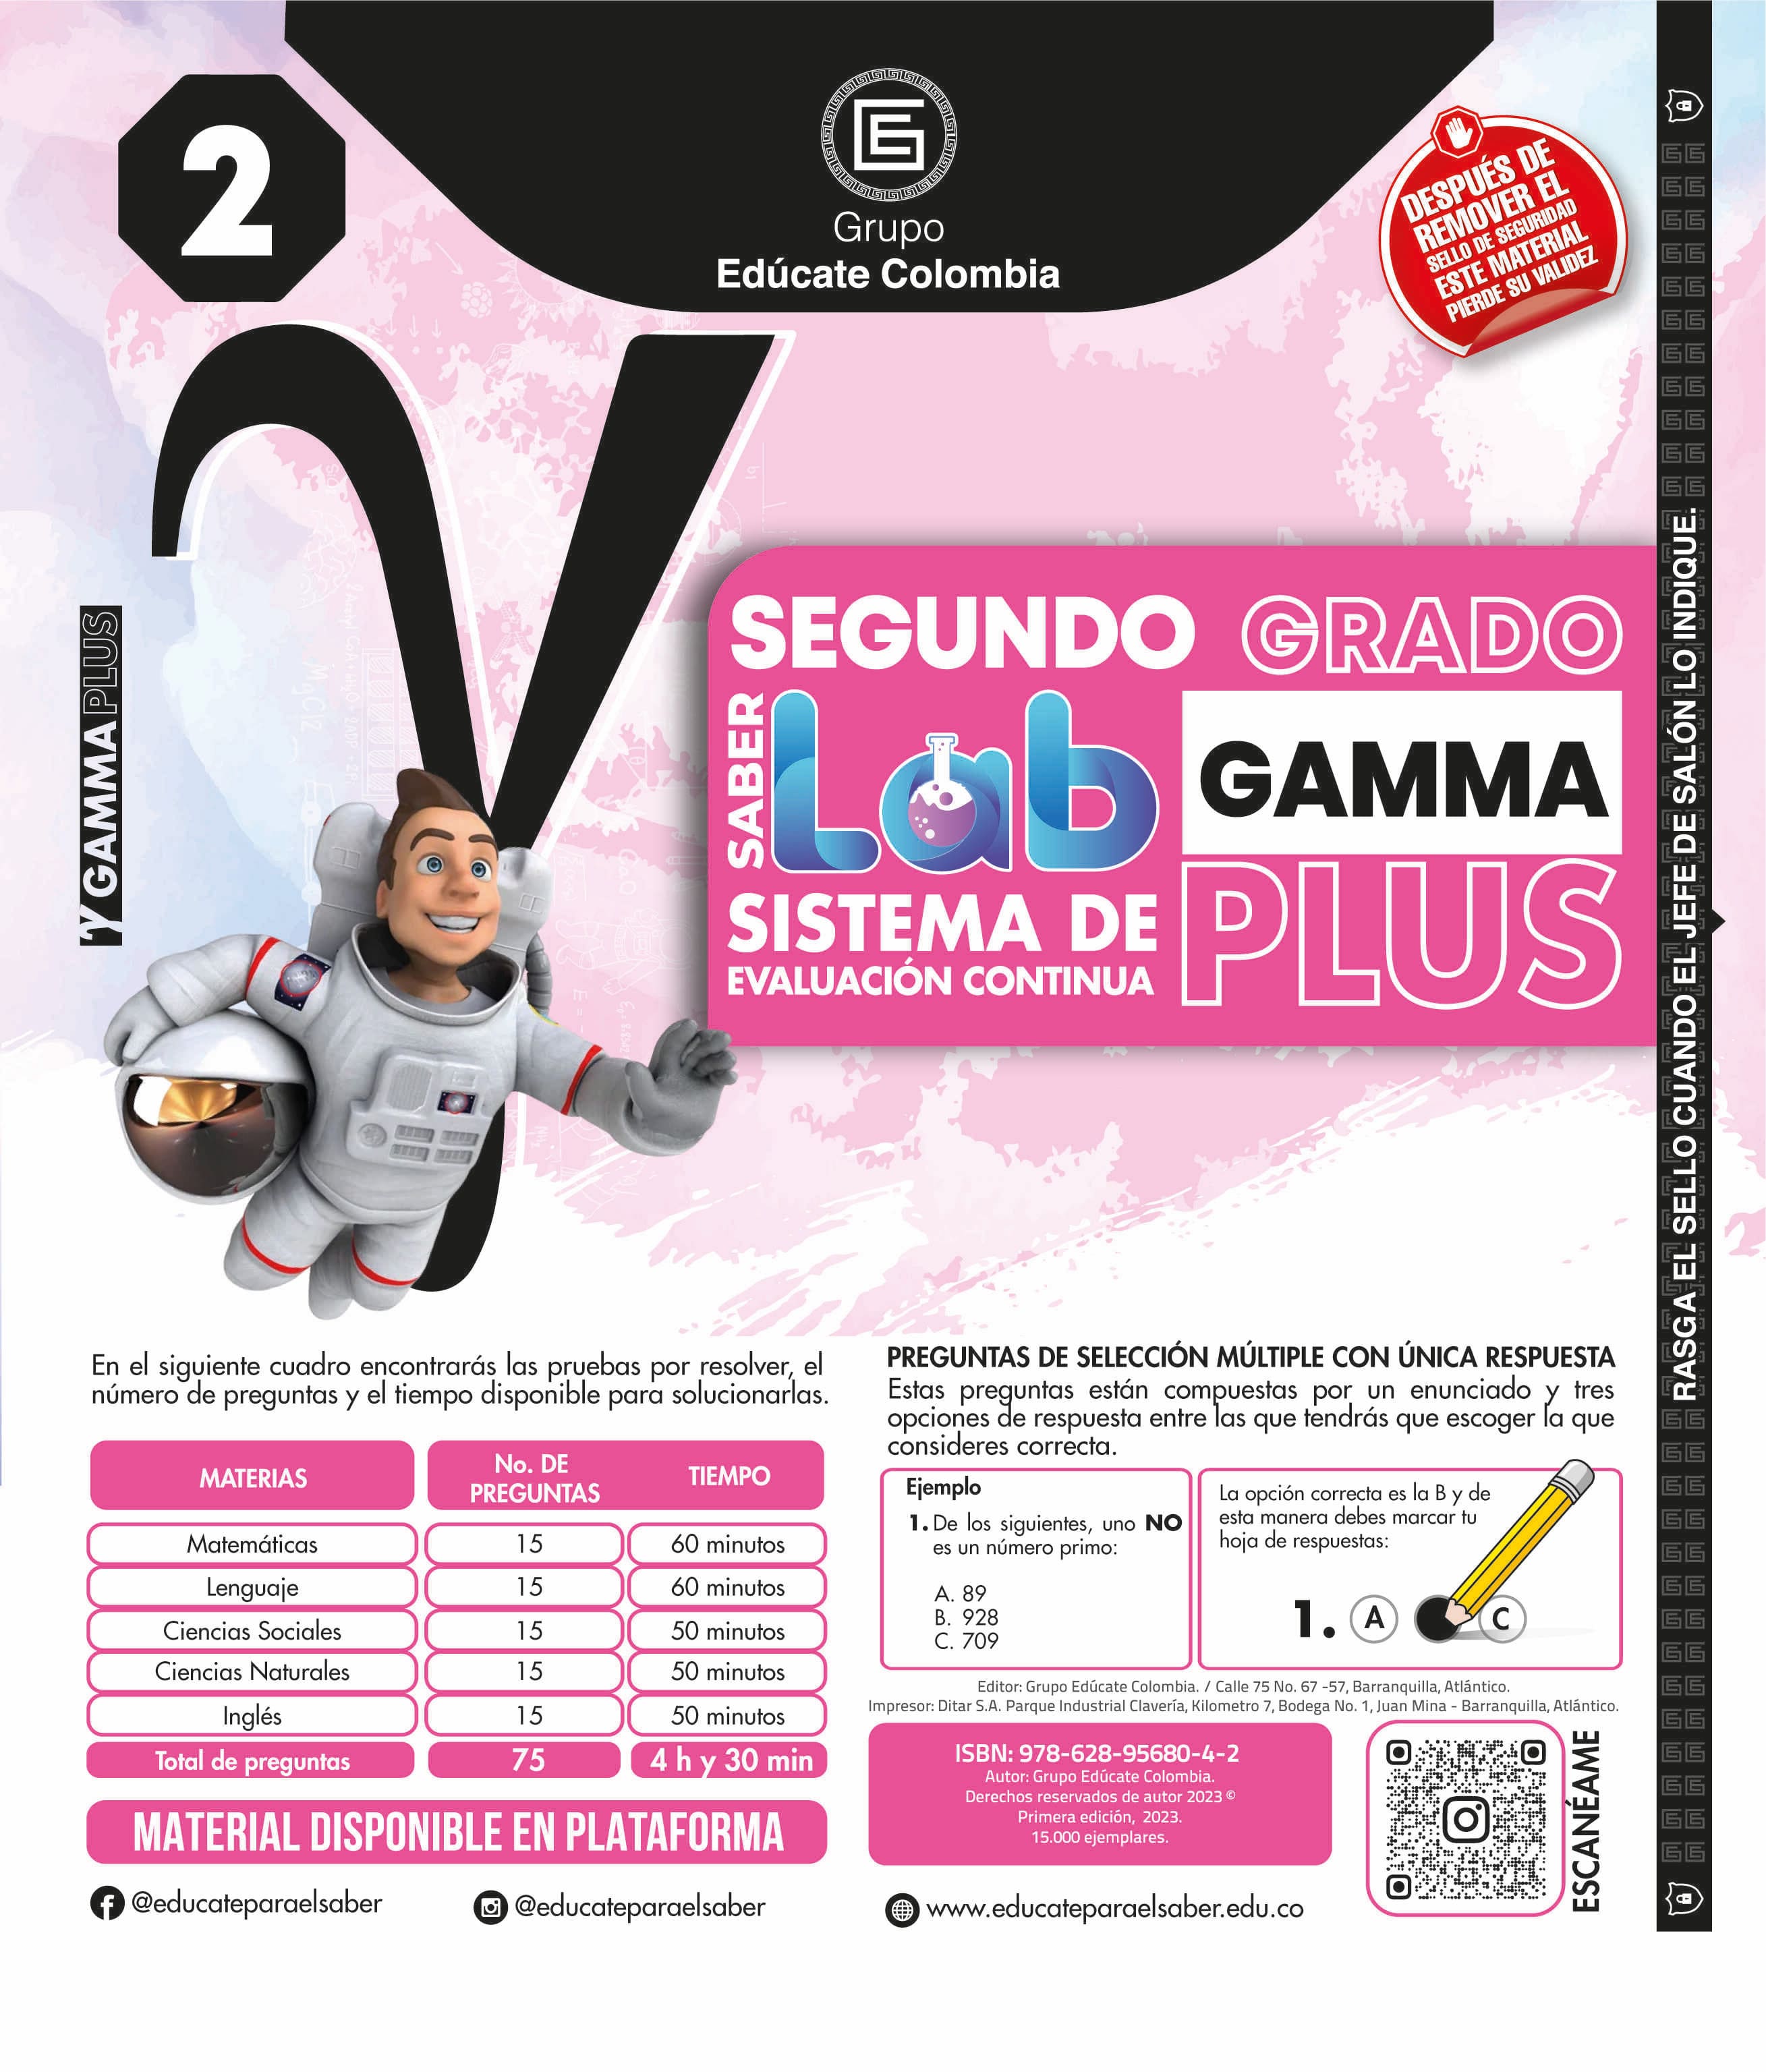 2
Grupo
Edúcate Colombia
DESPUÉS DE
REMOVER EL
SELLO DE SEGURIDAD
ESTE MATERIAL
PIERDE SU VALIDEZ
γ GAMMA PLUS
γ
SEGUNDO GRADO
SABER Lab
GAMMA
PLUS
SISTEMA DE
EVALUACIÓN CONTINUA
RASGA EL SELLO CUANDO EL JEFE DE SALÓN LO INDIQUE.
En el siguiente cuadro encontrarás las pruebas por resolver, el
número de preguntas y el tiempo disponible para solucionarlas.
MATERIAS No. DE PREGUNTAS TIEMPO
Matemáticas 15 60 minutos
Lenguaje 15 60 minutos
Ciencias Sociales 15 50 minutos
Ciencias Naturales 15 50 minutos
Inglés 15 50 minutos
Total de preguntas 75 4 h y 30 min
MATERIAL DISPONIBLE EN PLATAFORMA
@educateparaelsaber
@educateparaelsaber
PREGUNTAS DE SELECCIÓN MÚLTIPLE CON ÚNICA RESPUESTA
Estas preguntas están compuestas por un enunciado y tres
opciones de respuesta entre las que tendrás que escoger la que
consideres correcta.
Ejemplo
1. De los siguientes, uno NO
es un número primo:
A. 89
B. 928
C. 709
La opción correcta es la B y de
esta manera debes marcar tu
hoja de respuestas:
1. A C
Editor: Grupo Edúcate Colombia. / Calle 75 No. 67 -57, Barranquilla, Atlántico.
Impresor: Ditar S.A. Parque Industrial Clavería, Kilometro 7, Bodega No. 1, Juan Mina - Barranquilla, Atlántico.
ISBN: 978-628-95680-4-2
Autor: Grupo Edúcate Colombia.
Derechos reservados de autor 2023 ©
Primera edición, 2023.
15.000 ejemplares.
ESCANÉAME
www.educateparaelsaber.edu.co